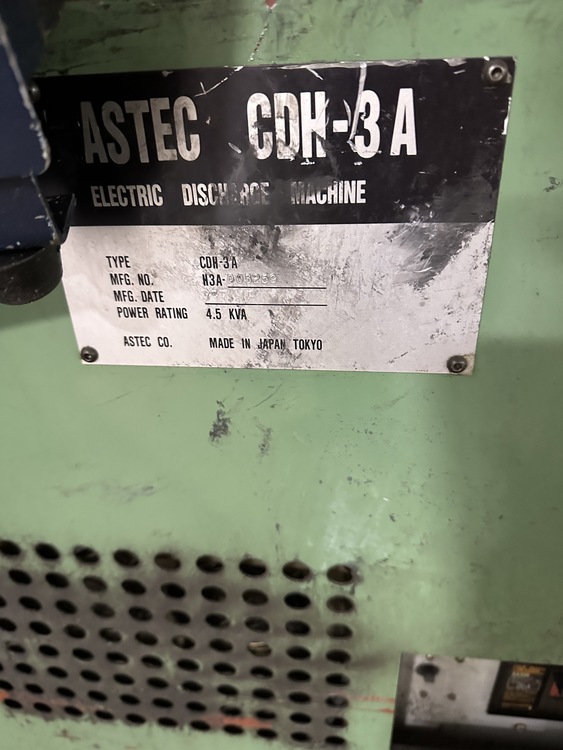 ASTEC CDH-3A
ELECTRIC DISCHARGE MACHINE
TYPE CDH-3A
MFG. NO. H3A-
MFG. DATE
POWER RATING 4.5 KVA
ASTEC CO. MADE IN JAPAN TOKYO